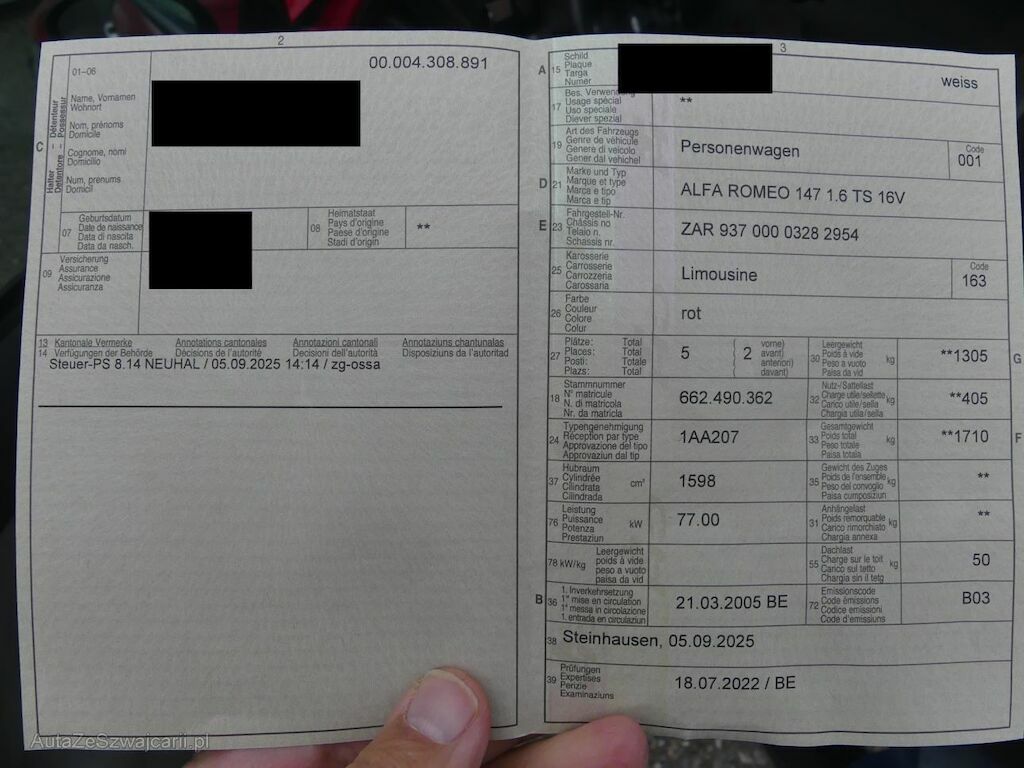 2
00.004.308.891
01–06
Name, Vornamen
Wohnort
Nom, prénoms
Domicile
Cognome, nomi
Domicilio
Num, prenums
Domicil
C
Halter – Détenteur
Detentore – Possessur
07
Geburtsdatum
Date de naissance
Data di nascita
Data da nasch.
08
Heimatstaat
Pays d'origine
Paese d'origine
Stadi d'origin
**
09
Versicherung
Assurance
Assicurazione
Assicuranza
13 Kantonale Vermerke Annotations cantonales Annotazioni cantonali Annotaziuns chantunalas
14 Verfügungen der Behörde Décisions de l'autorité Decisioni dell'autorità Disposiziuns da l'autoritad
Steuer-PS 8.14 NEUHAL / 05.09.2025 14:14 / zg-ossa
3
A 15
Schild
Plaque
Targa
Numer
weiss
17
Bes. Verwendung
Usage spécial
Uso speciale
Diever spezial
**
19
Art des Fahrzeugs
Genre de véhicule
Genere di veicolo
Gener dal vehichel
Personenwagen
Code
001
D 21
Marke und Typ
Marque et type
Marca e tipo
Marca e tip
ALFA ROMEO 147 1.6 TS 16V
E 23
Fahrgestell-Nr.
Châssis no
Telaio n.
Schassis nr.
ZAR 937 000 0328 2954
25
Karosserie
Carrosserie
Carrozzeria
Carossaria
Limousine
Code
163
26
Farbe
Couleur
Colore
Colur
rot
27
Plätze: Total
Places: Total
Posti: Totale
Plazs: Total
5
2
vorne)
avant)
anteriori)
davant)
30
Leergewicht
Poids à vide
Peso a vuoto
Paisa da vid
kg
**1305
G
18
Stammnummer
N° matricule
N. di matricola
Nr. da matricla
662.490.362
32
Nutz-/Sattellast
Charge utile/sellette
Carico utile/sella
Chargia utila/sella
kg
**405
24
Typengenehmigung
Réception par type
Approvazione del tipo
Approvaziun dal tip
1AA207
33
Gesamtgewicht
Poids total
Peso totale
Paisa totala
kg
**1710
F
37
Hubraum
Cylindrée
Cilindrata
Cilindrada
cm³
1598
35
Gewicht des Zuges
Poids de l'ensemble
Peso del convoglio
Paisa cumposiziun
kg
**
76
Leistung
Puissance
Potenza
Prestaziun
kW
77.00
31
Anhängelast
Poids remorquable
Carico rimorchiato
Chargia annexa
kg
**
78 kW/kg
Leergewicht
poids à vide
peso a vuoto
paisa da vid
55
Dachlast
Charge sur le toit
Carico sul tetto
Chargia sin il tetg
kg
50
B 36
1. Inverkehrsetzung
1re mise en circulation
1a messa in circolazione
1. entrada en circulaziun
21.03.2005 BE
72
Emissionscode
Code émissions
Codice emissioni
Code d'emissiuns
B03
38
Steinhausen, 05.09.2025
39
Prüfungen
Expertises
Perizie
Examinaziuns
18.07.2022 / BE
AutaZeSzwajcarii.pl